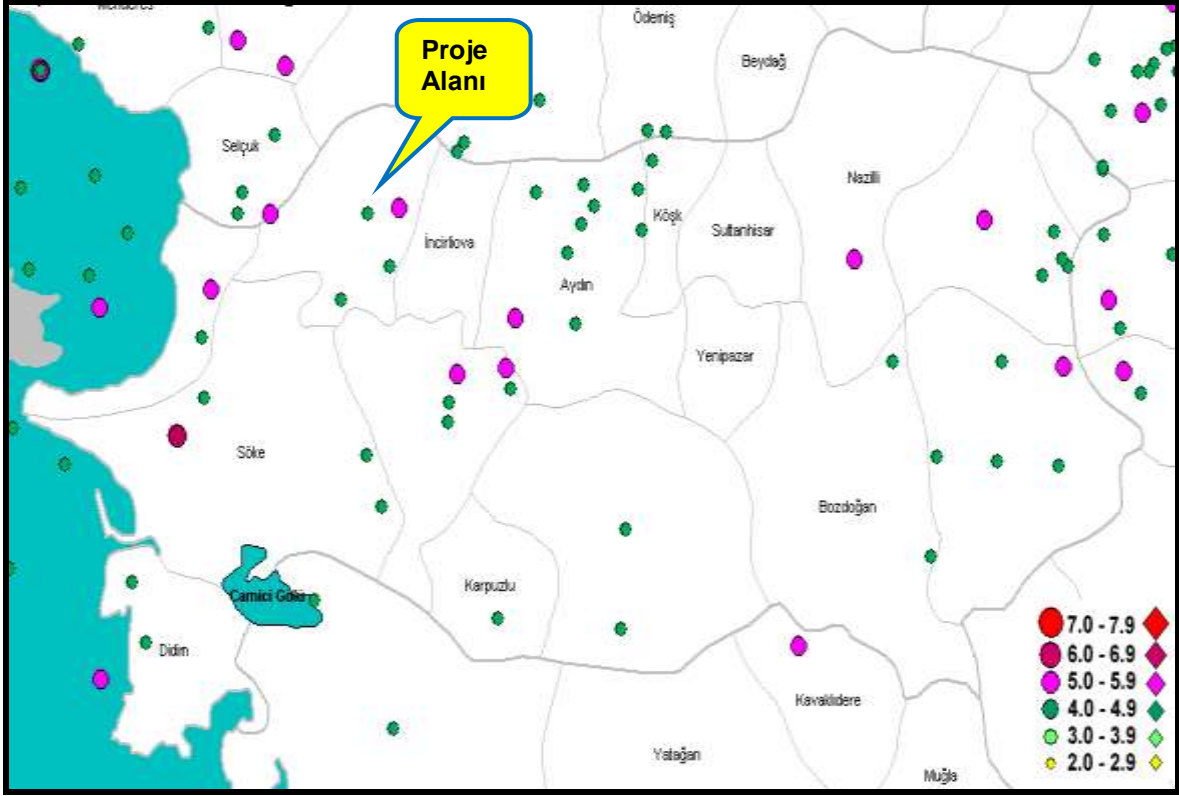 Menderes
Ödemiş
Proje
Alanı
Beydağ
Selçuk
Nazilli
Köşk
Sultanhisar
İncirliova
Aydın
Yenipazar
Söke
Bozdoğan
Karpuzlu
Camici Gölü
Didim
Kavaklıdere
Yatağan
Muğla
7.0 - 7.9
6.0 - 6.9
5.0 - 5.9
4.0 - 4.9
3.0 - 3.9
2.0 - 2.9